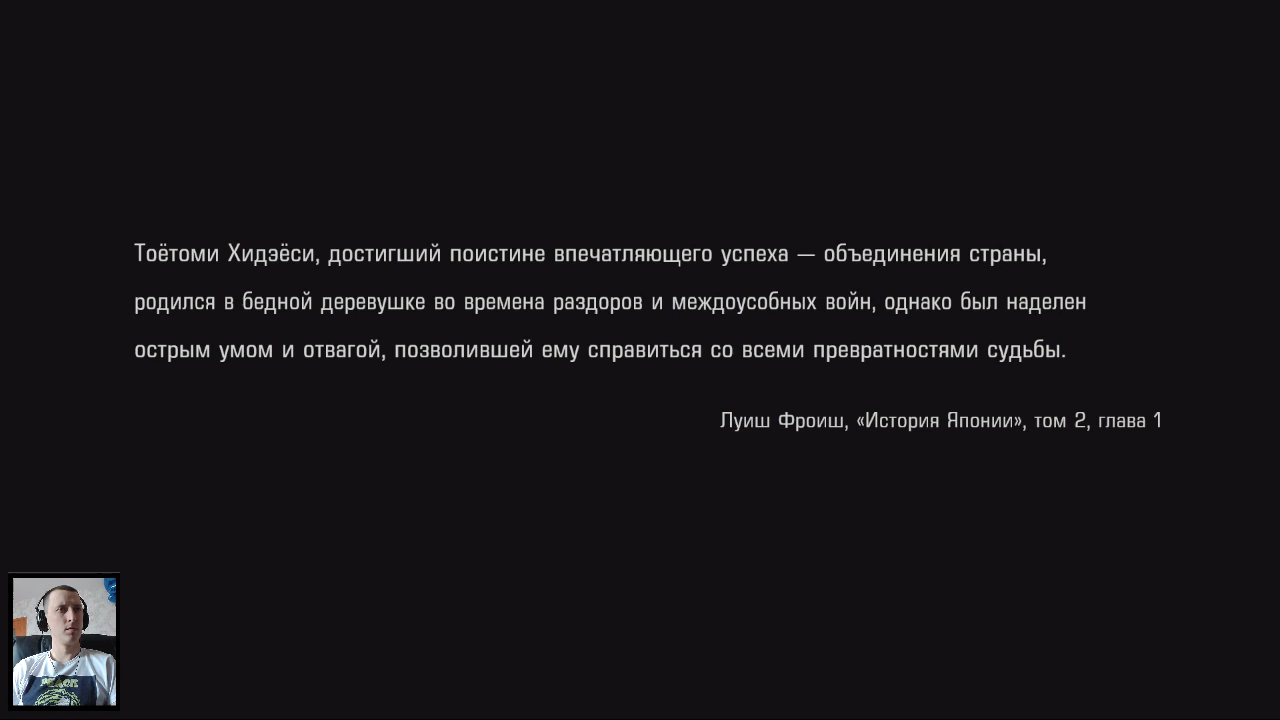 Тоётоми Хидэёси, достигший поистине впечатляющего успеха — объединения страны,
родился в бедной деревушке во времена раздоров и междоусобных войн, однако был наделен
острым умом и отвагой, позволившей ему справиться со всеми превратностями судьбы.
Луиш Фроиш, «История Японии», том 2, глава 1